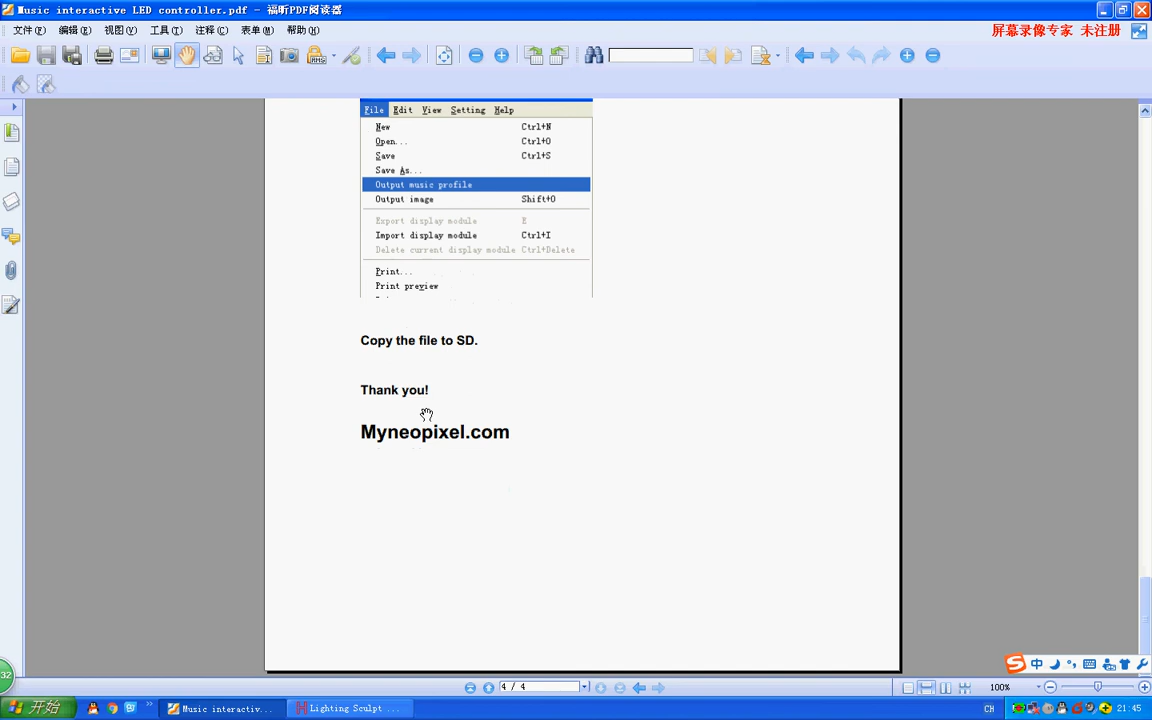 Music interactive LED controller.pdf - 福昕PDF阅读器
文件(F) 编辑(E) 视图(V) 工具(T) 注释(C) 表单(M) 帮助(H)
屏幕录像专家 未注册
File Edit View Setting Help
New Ctrl+N
Open... Ctrl+O
Save Ctrl+S
Save As...
Output music profile
Output image Shift+O
Export display module E
Import display module Ctrl+I
Delete current display module Ctrl+Delete
Print...
Print preview
Copy the file to SD.
Thank you!
Myneopixel.com
32
中
4 / 4
100%
开始 Music interactiv... Lighting Sculpt ... CH 21:45